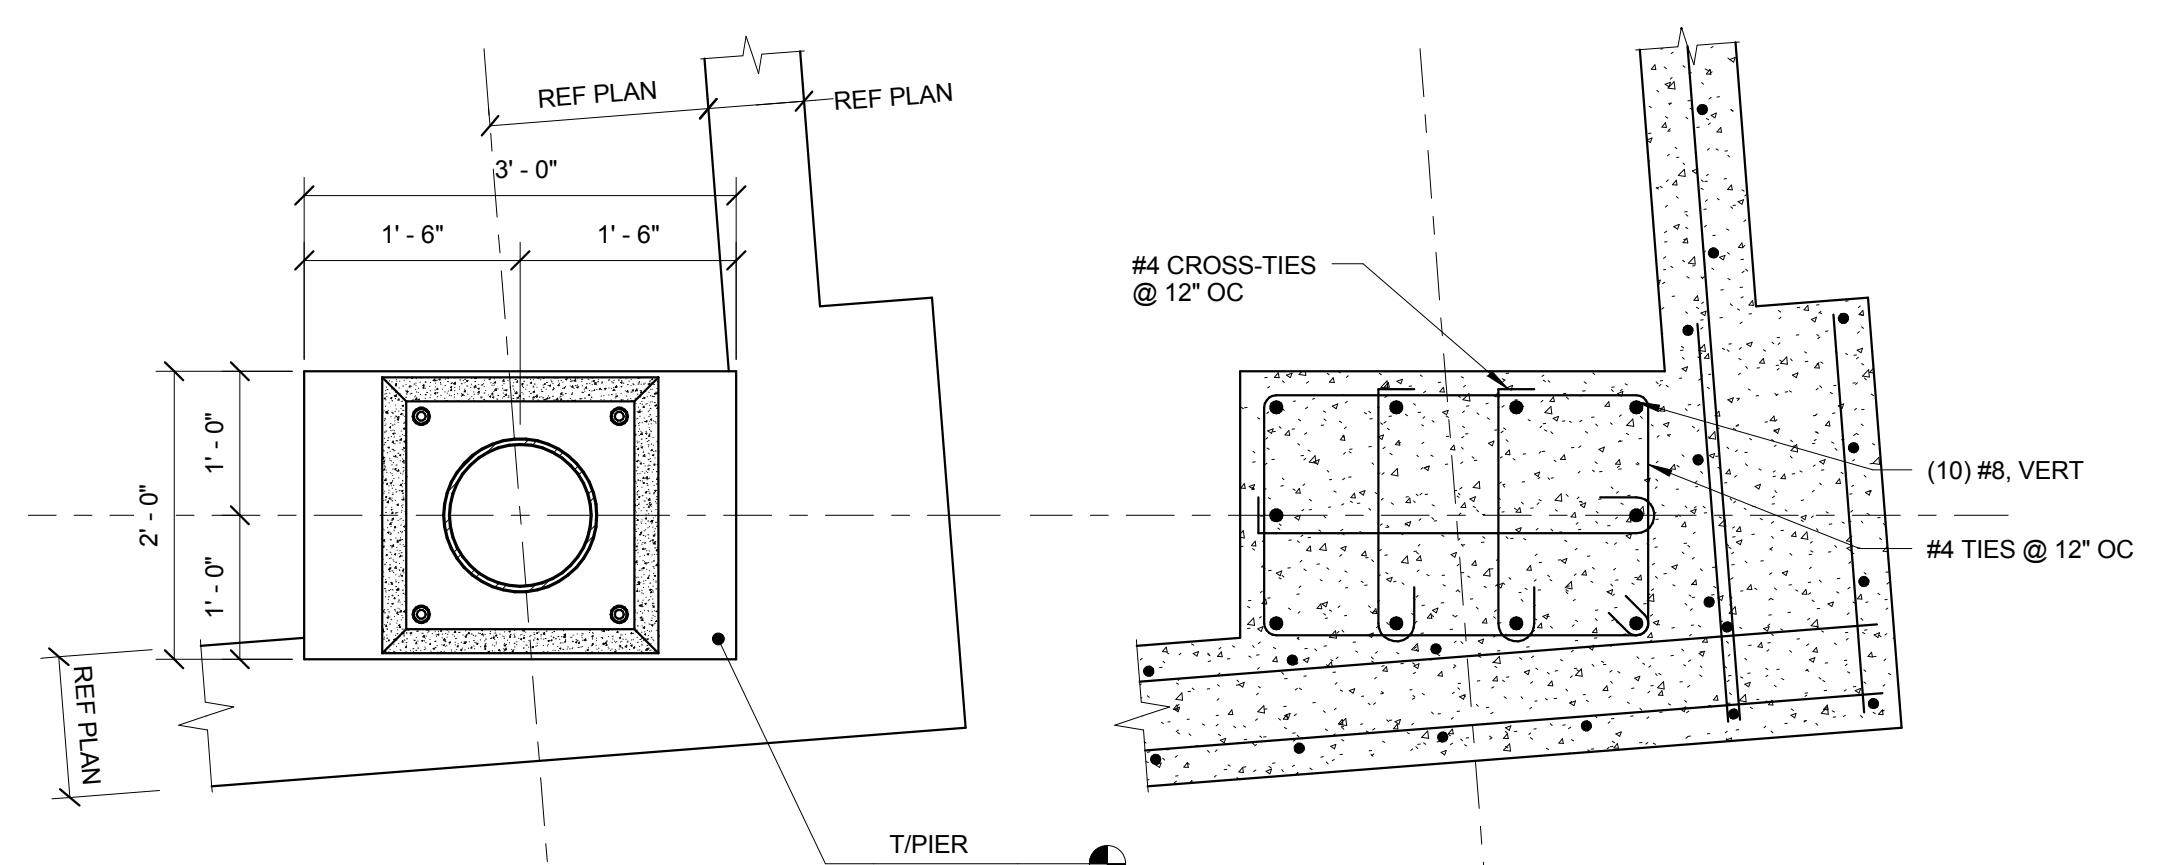 REF PLAN
REF PLAN
3' - 0"
1' - 6"
1' - 6"
2' - 0"
1' - 0"
1' - 0"
REF PLAN
T/PIER
#4 CROSS-TIES
@ 12" OC
(10) #8, VERT
#4 TIES @ 12" OC